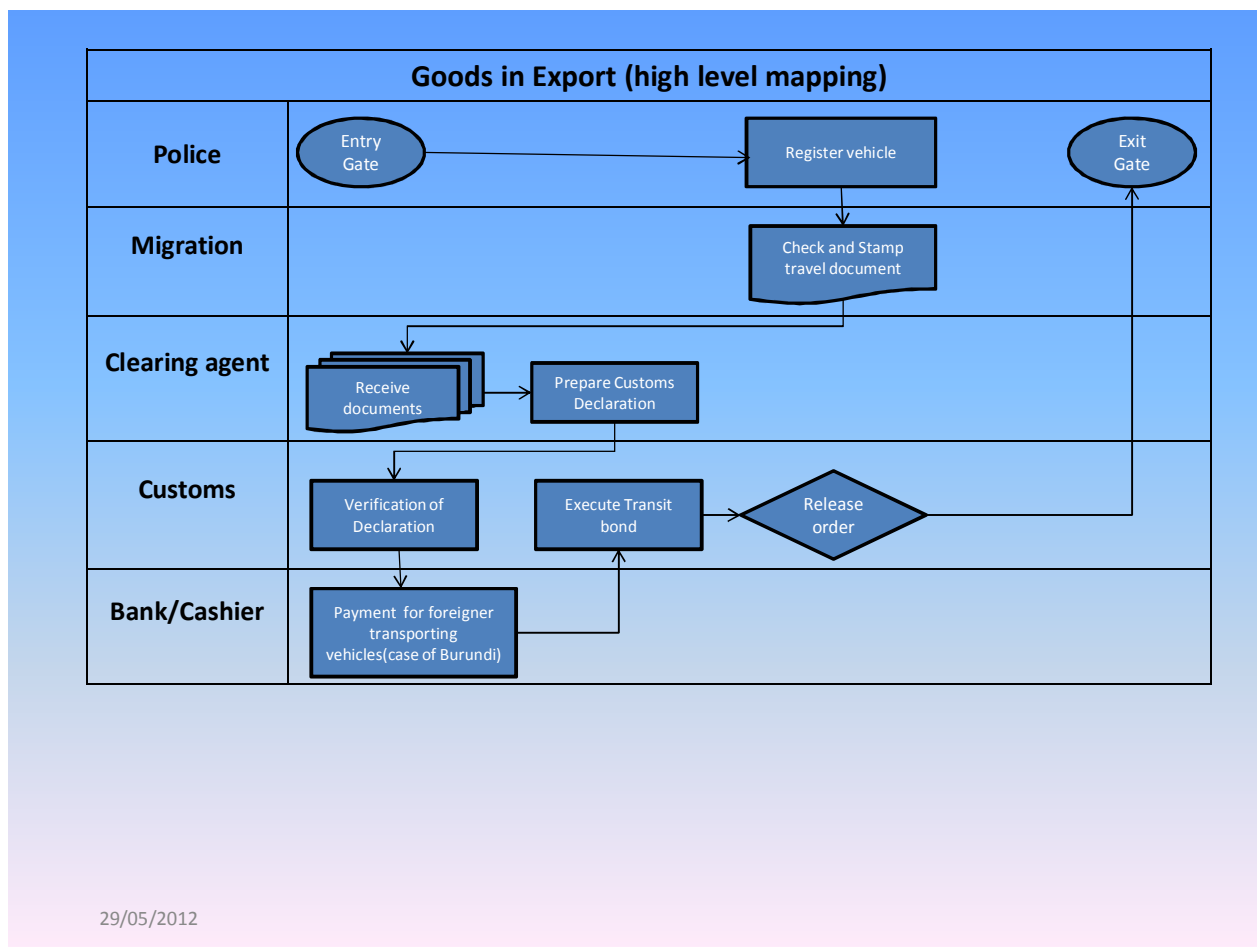 Goods in Export (high level mapping)
Police
Entry
Gate
Register vehicle
Exit
Gate
Migration
Check and Stamp
travel document
Clearing agent
Receive
documents
Prepare Customs
Declaration
Customs
Verification of
Declaration
Execute Transit
bond
Release
order
Bank/Cashier
Payment  for foreigner
transporting
vehicles(case of Burundi)
29/05/2012